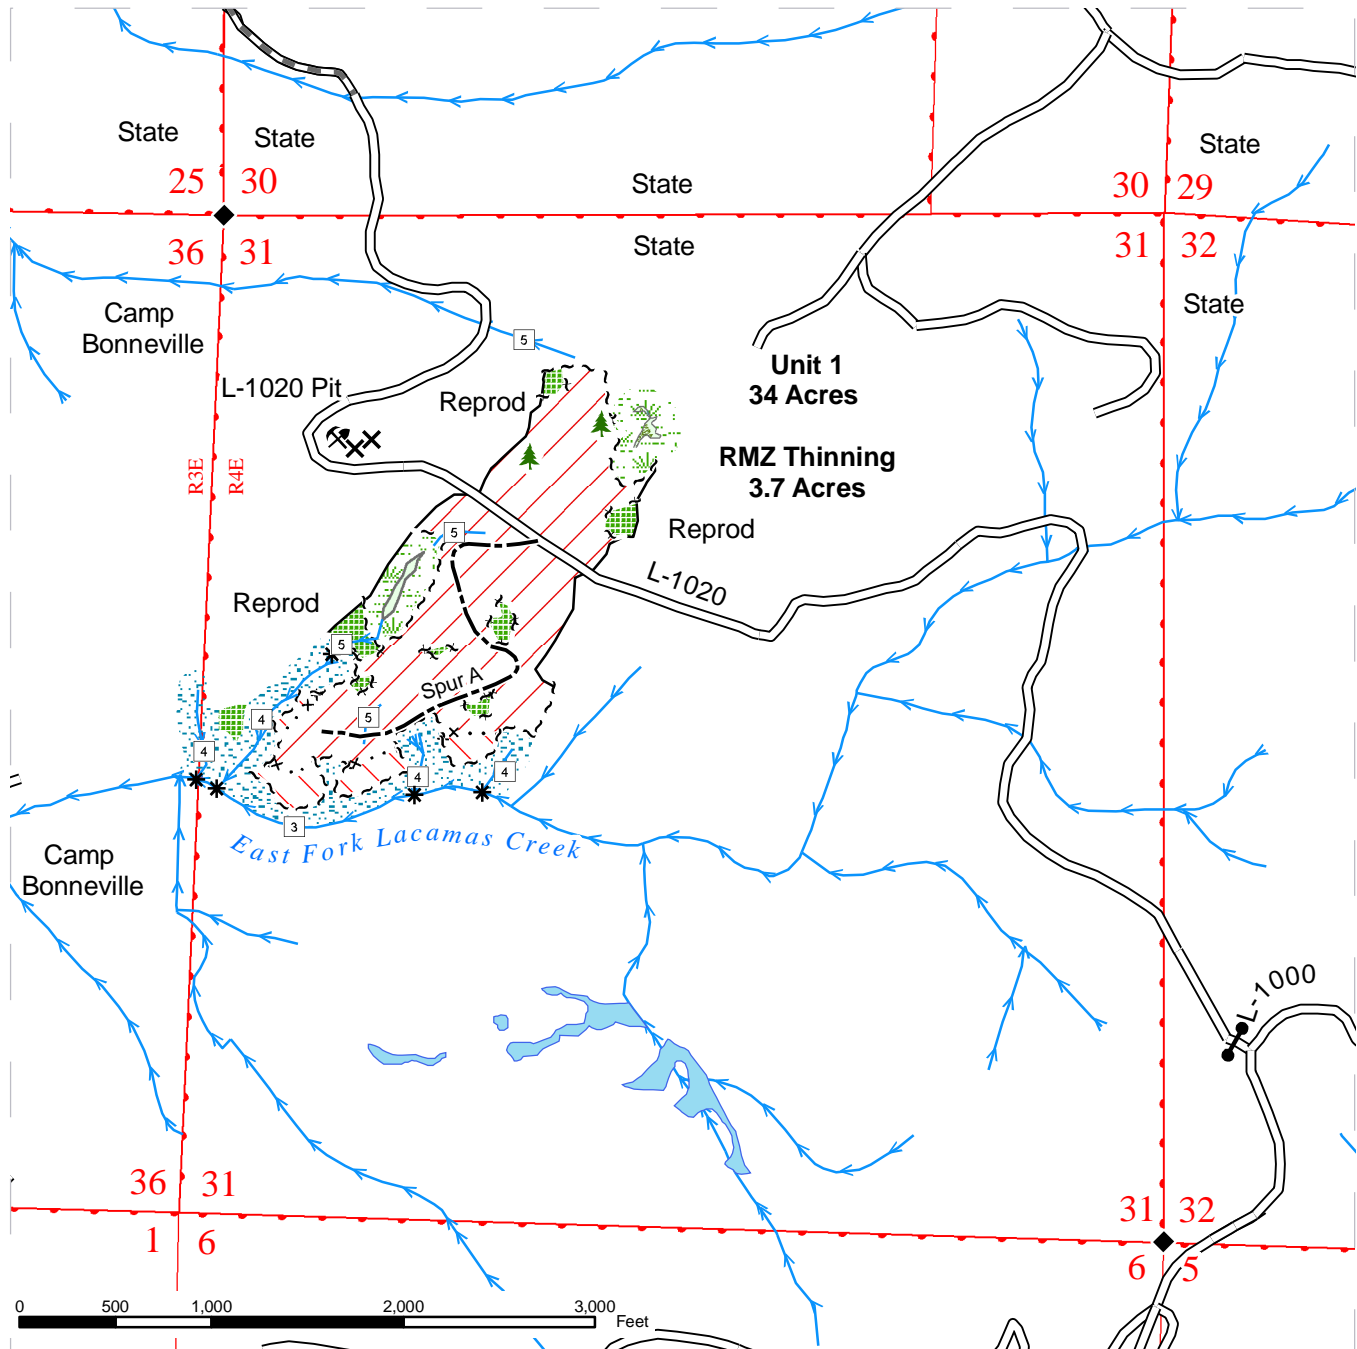 State
State
State
State
25
30
State
30
29
36
31
31
32
State
Camp
Bonneville
5
L-1020 Pit
Reprod
Unit 1
34 Acres
RMZ Thinning
3.7 Acres
R3E
R4E
5
Reprod
L-1020
Reprod
5
Spur A
4
5
4
4
4
3
East Fork Lacamas Creek
Camp
Bonneville
L-1000
36
31
31
32
1
6
6
5
0
500
1,000
2,000
3,000
Feet